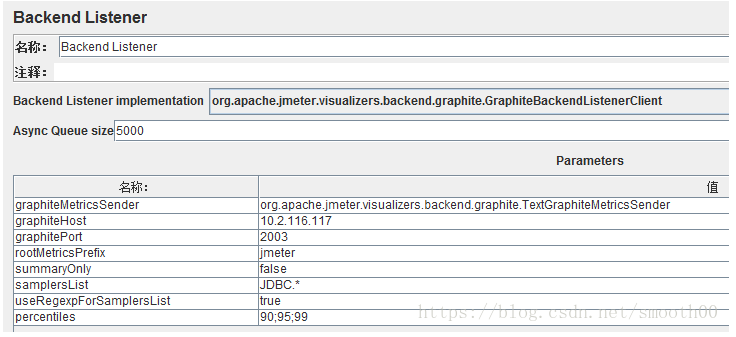 Backend Listener
名称： Backend Listener
注释：
Backend Listener implementation org.apache.jmeter.visualizers.backend.graphite.GraphiteBackendListenerClient
Async Queue size 5000
Parameters
名称： 值
graphiteMetricsSender org.apache.jmeter.visualizers.backend.graphite.TextGraphiteMetricsSender
graphiteHost 10.2.116.117
graphitePort 2003
rootMetricsPrefix jmeter
summaryOnly false
samplersList JDBC.*
useRegexpForSamplersList true
percentiles 90;95;99
https://blog.csdn.net/smooth00